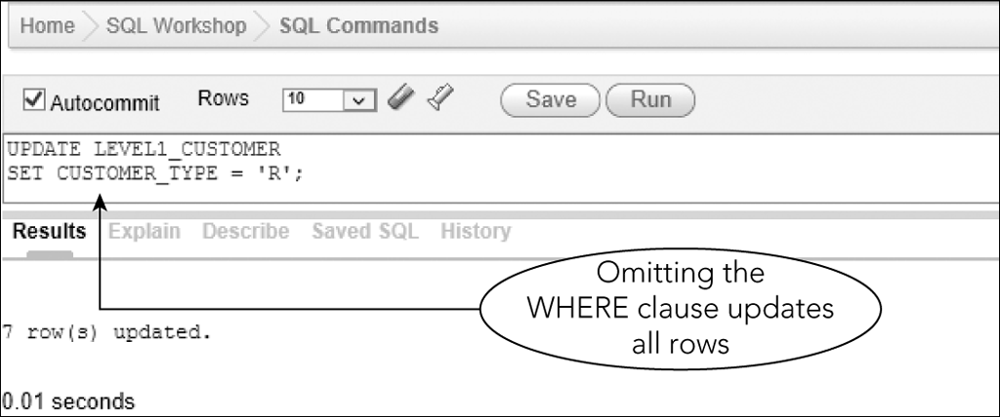 Home SQL Workshop SQL Commands
Autocommit Rows 10 Save Run
UPDATE LEVEL1_CUSTOMER
SET CUSTOMER_TYPE = 'R';
Results Explain Describe Saved SQL History
Omitting the
WHERE clause updates
all rows
7 row(s) updated.
0.01 seconds